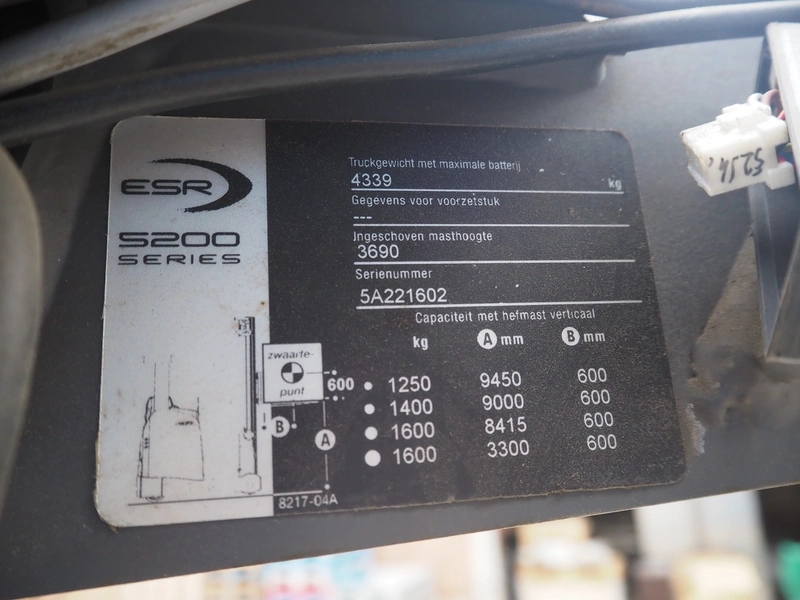 ESR
5200
SERIES
Truckgewicht met maximale batterij
4339 kg
Gegevens voor voorzetstuk
---
Ingeschoven masthoogte
3690
Serienummer
5A221602
Capaciteit met hefmast verticaal
kg A mm B mm
1250 9450 600
1400 9000 600
1600 8415 600
1600 3300 600
zwaarte-
punt
600
B
A
8217-04A
5254